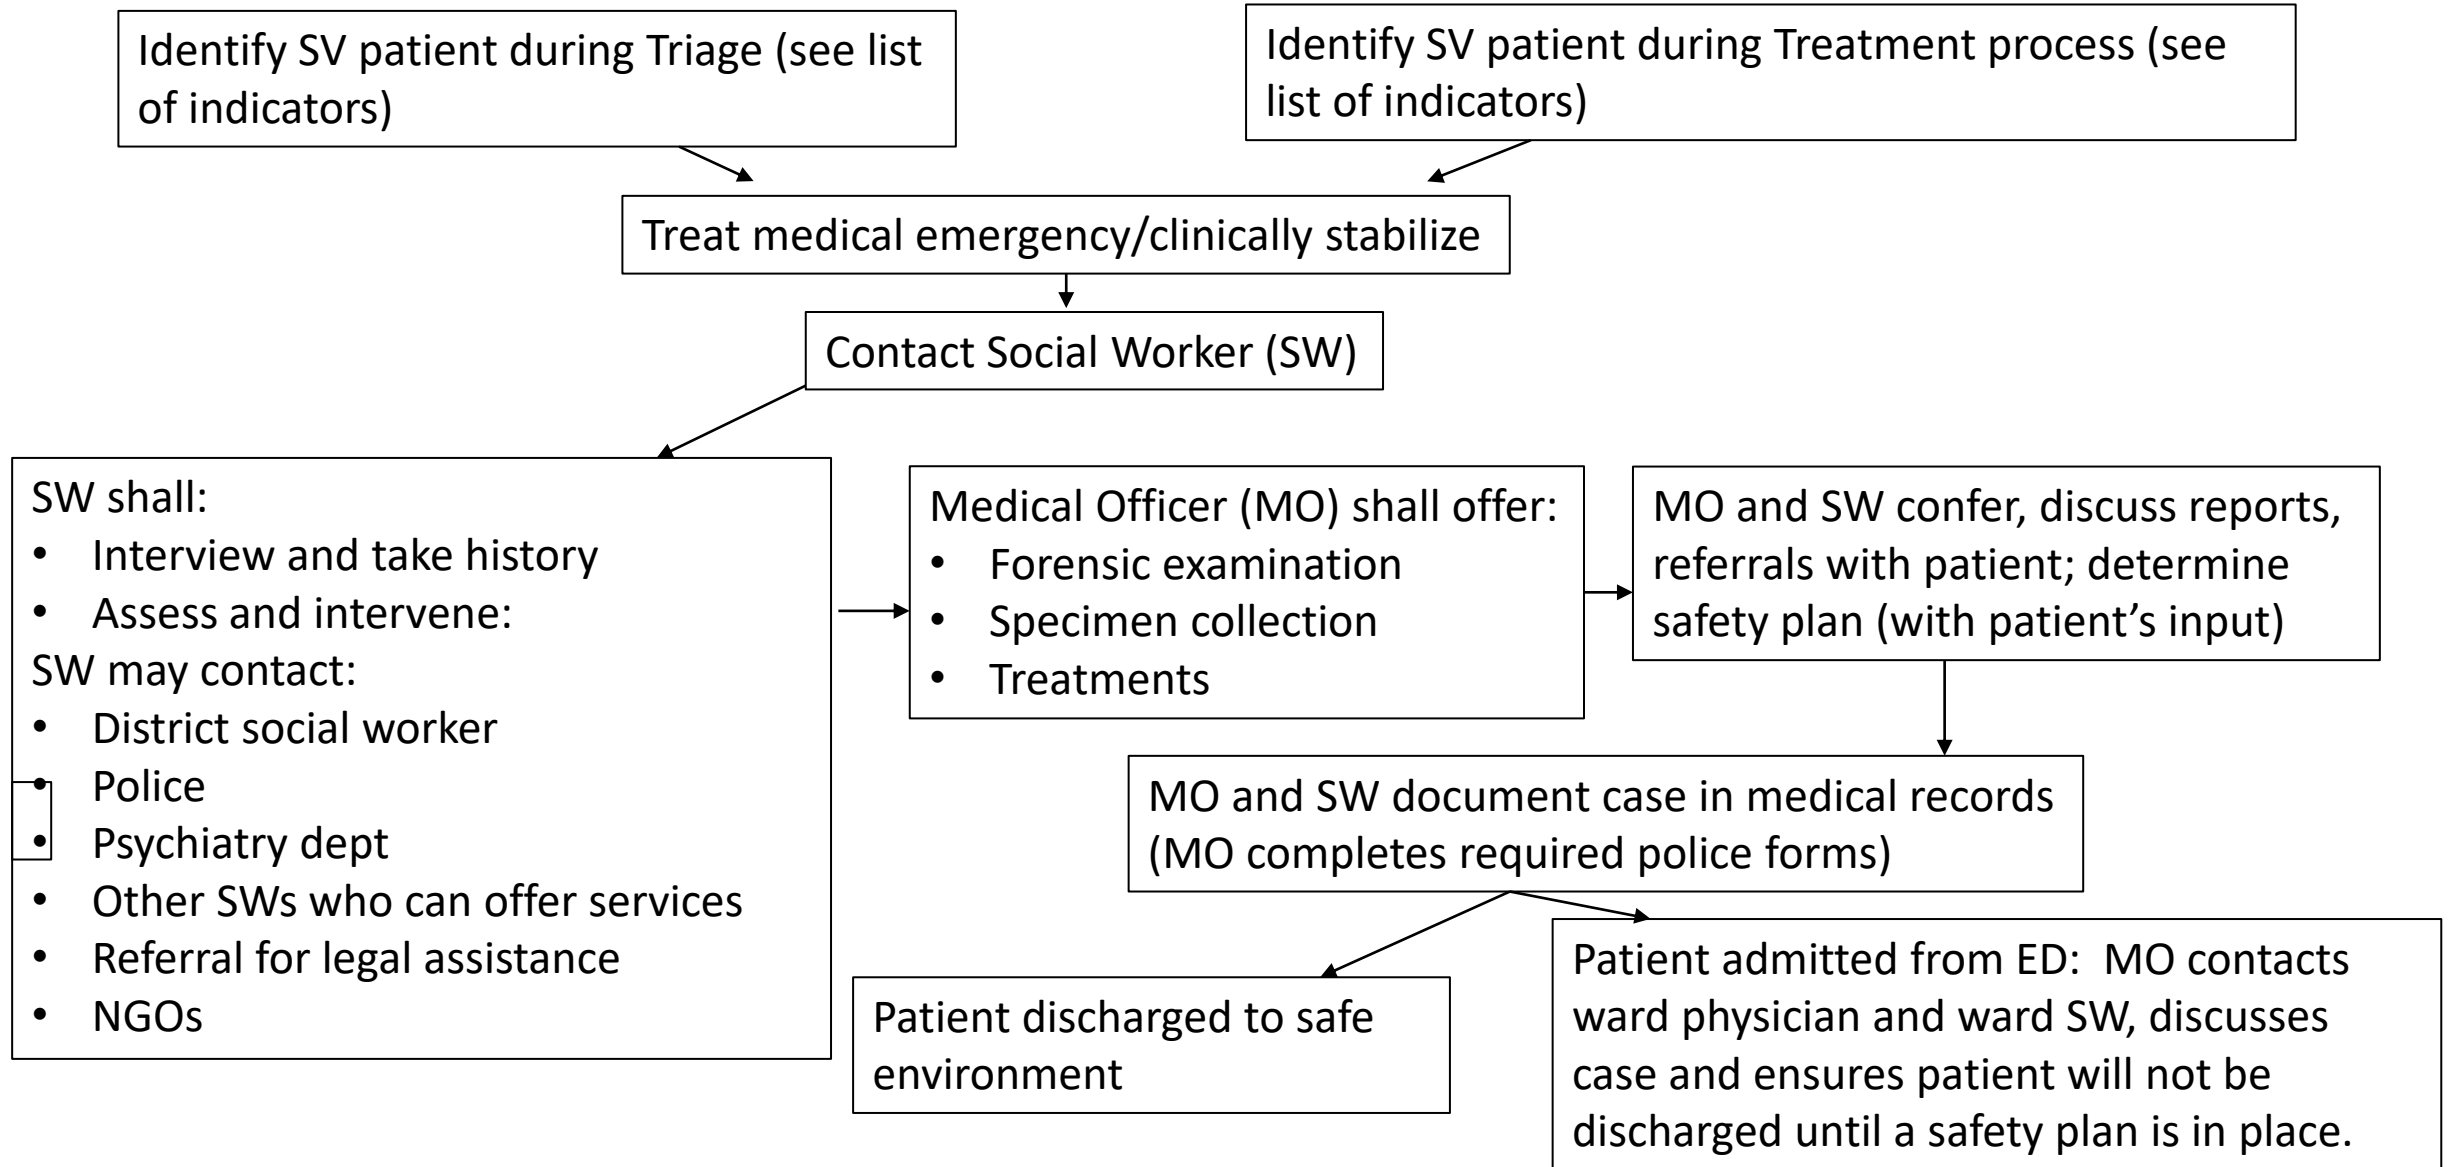 Identify SV patient during Triage (see list
of indicators)
Identify SV patient during Treatment process (see
list of indicators)
Treat medical emergency/clinically stabilize
Contact Social Worker (SW)
SW shall:
• Interview and take history
• Assess and intervene:
SW may contact:
• District social worker
• Police
• Psychiatry dept
• Other SWs who can offer services
• Referral for legal assistance
• NGOs
Medical Officer (MO) shall offer:
• Forensic examination
• Specimen collection
• Treatments
MO and SW confer, discuss reports,
referrals with patient; determine
safety plan (with patient’s input)
MO and SW document case in medical records
(MO completes required police forms)
Patient discharged to safe
environment
Patient admitted from ED:  MO contacts
ward physician and ward SW, discusses
case and ensures patient will not be
discharged until a safety plan is in place.